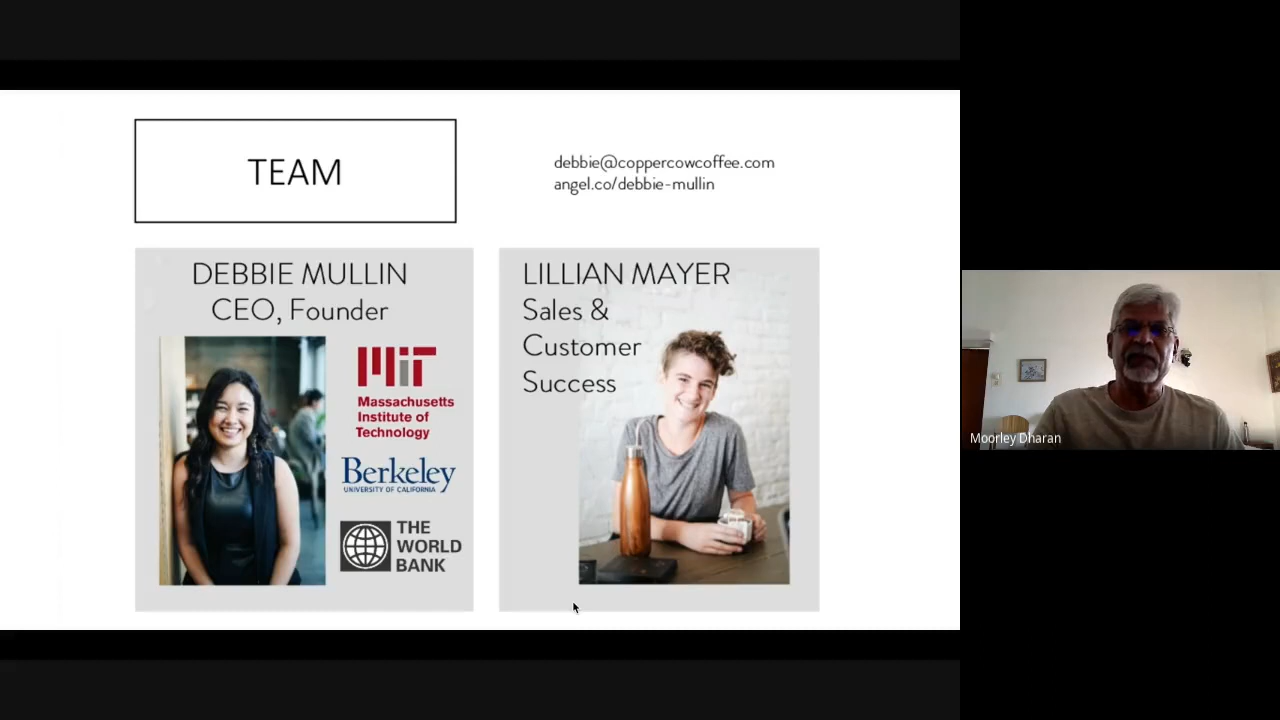 TEAM
debbie@coppercowcoffee.com
angel.co/debbie-mullin
DEBBIE MULLIN
CEO, Founder
MiT
Massachusetts
Institute of
Technology
Berkeley
UNIVERSITY OF CALIFORNIA
THE
WORLD
BANK
LILLIAN MAYER
Sales &
Customer
Success
Moorley Dharan